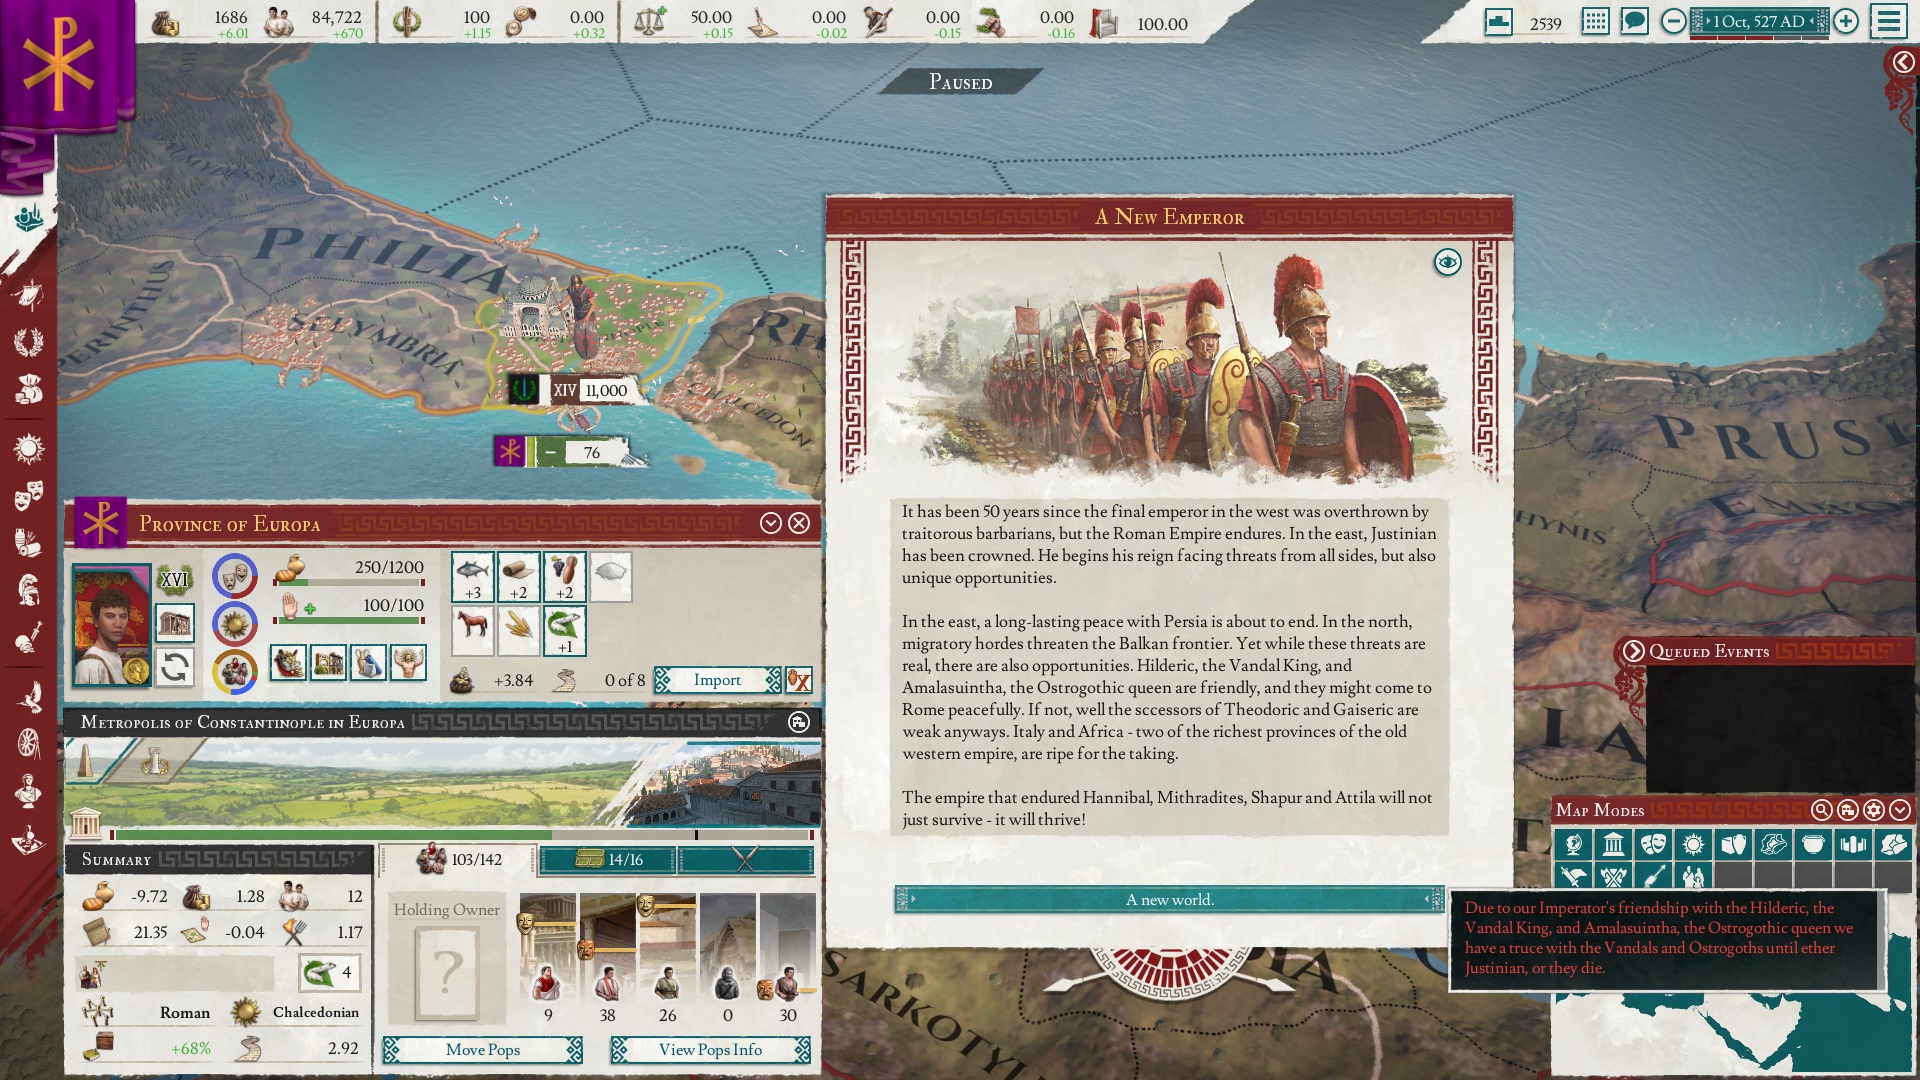 1686
+6.01
84,722
+670
100
+1.15
0.00
+0.32
50.00
+0.15
0.00
-0.02
0.00
-0.15
0.00
-0.16
100.00
2539
1 Oct, 527 AD
Paused
PHILIA
PERINTHUS
SELYMBRIA
CHALCEDON
RH
PRUS
SARKOTYL
XIV 11,000
76
A New Emperor
It has been 50 years since the final emperor in the west was overthrown by
traitorous barbarians, but the Roman Empire endures. In the east, Justinian
has been crowned. He begins his reign facing threats from all sides, but also
unique opportunities.
In the east, a long-lasting peace with Persia is about to end. In the north,
migratory hordes threaten the Balkan frontier. Yet while these threats are
real, there are also opportunities. Hilderic, the Vandal King, and
Amalasuintha, the Ostrogothic queen are friendly, and they might come to
Rome peacefully. If not, well the sccessors of Theodoric and Gaiseric are
weak anyways. Italy and Africa - two of the richest provinces of the old
western empire, are ripe for the taking.
The empire that endured Hannibal, Mithradites, Shapur and Attila will not
just survive - it will thrive!
A new world.
Due to our Imperator's friendship with the Hilderic, the
Vandal King, and Amalasuintha, the Ostrogothic queen we
have a truce with the Vandals and Ostrogoths until ether
Justinian, or they die.
Queued Events
Map Modes
Province of Europa
XVI
250/1200
100/100
+3
+2
+2
+1
+3.84
0 of 8
Import
Metropolis of Constantinople in Europa
Summary
103/142
14/16
-9.72
1.28
12
21.35
-0.04
1.17
4
Roman
Chalcedonian
+68%
2.92
Holding Owner
?
9
38
26
0
30
Move Pops
View Pops Info